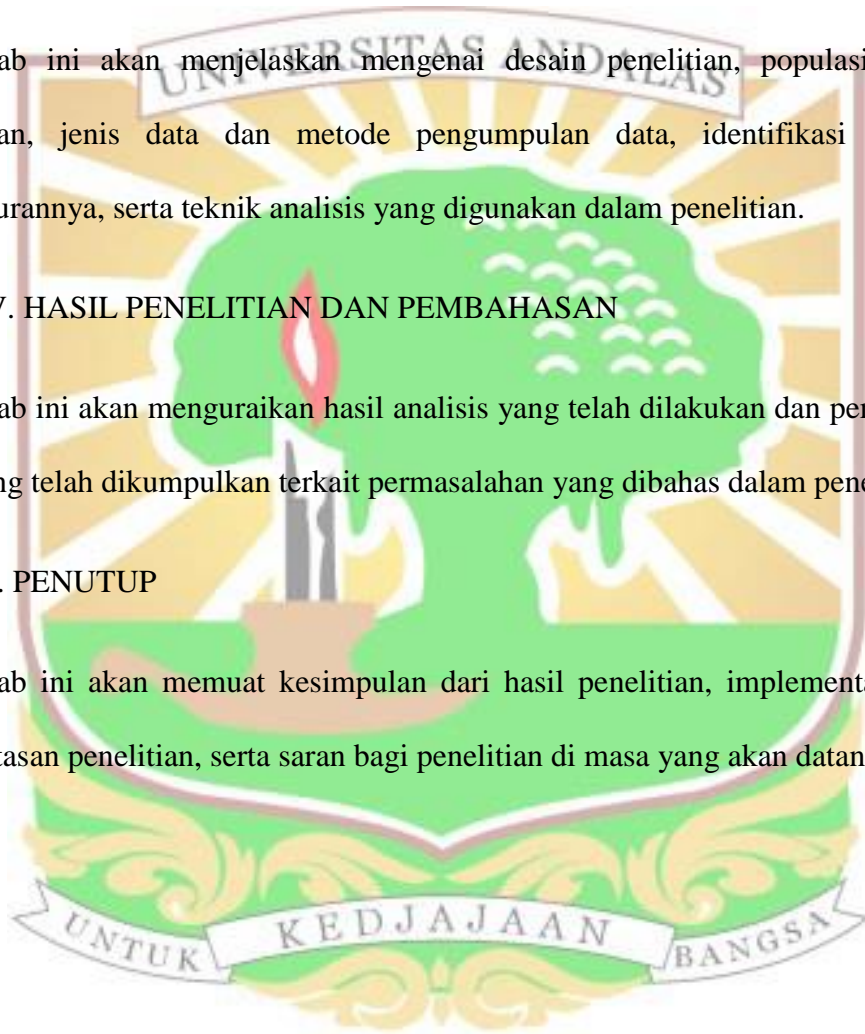 UNIVERSITAS ANDALAS
ab ini akan menjelaskan mengenai desain penelitian, populasi
an, jenis data dan metode pengumpulan data, identifikasi
urannya, serta teknik analisis yang digunakan dalam penelitian.
V. HASIL PENELITIAN DAN PEMBAHASAN
ab ini akan menguraikan hasil analisis yang telah dilakukan dan per
ng telah dikumpulkan terkait permasalahan yang dibahas dalam pene
. PENUTUP
ab ini akan memuat kesimpulan dari hasil penelitian, implementa
tasan penelitian, serta saran bagi penelitian di masa yang akan datan
UNTUK KEDJAJAAN BANGSA